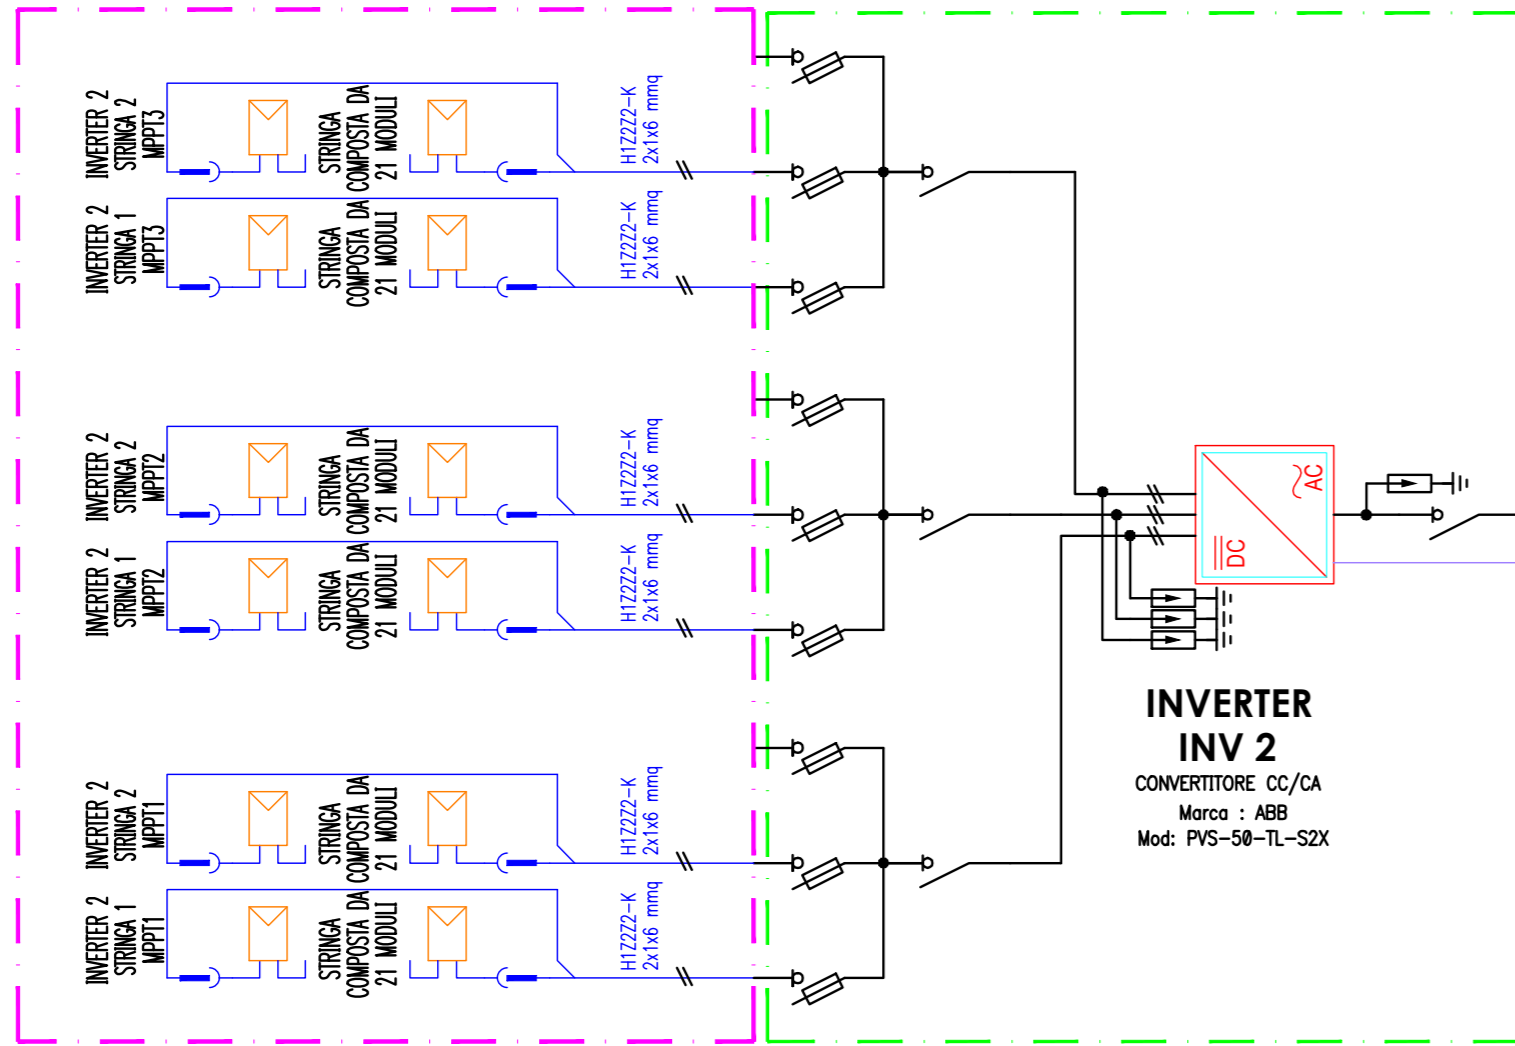 INVERTER 2
STRINGA 2
MPPT3
STRINGA
COMPOSTA DA
21 MODULI
H1Z2Z2-K
2x1x6 mmq
INVERTER 2
STRINGA 1
MPPT3
STRINGA
COMPOSTA DA
21 MODULI
H1Z2Z2-K
2x1x6 mmq
INVERTER 2
STRINGA 2
MPPT2
STRINGA
COMPOSTA DA
21 MODULI
H1Z2Z2-K
2x1x6 mmq
INVERTER 2
STRINGA 1
MPPT2
STRINGA
COMPOSTA DA
21 MODULI
H1Z2Z2-K
2x1x6 mmq
INVERTER 2
STRINGA 2
MPPT1
STRINGA
COMPOSTA DA
21 MODULI
H1Z2Z2-K
2x1x6 mmq
INVERTER 2
STRINGA 1
MPPT1
STRINGA
COMPOSTA DA
21 MODULI
H1Z2Z2-K
2x1x6 mmq
AC
DC
INVERTER
INV 2
CONVERTITORE CC/CA
Marca : ABB
Mod: PVS-50-TL-S2X